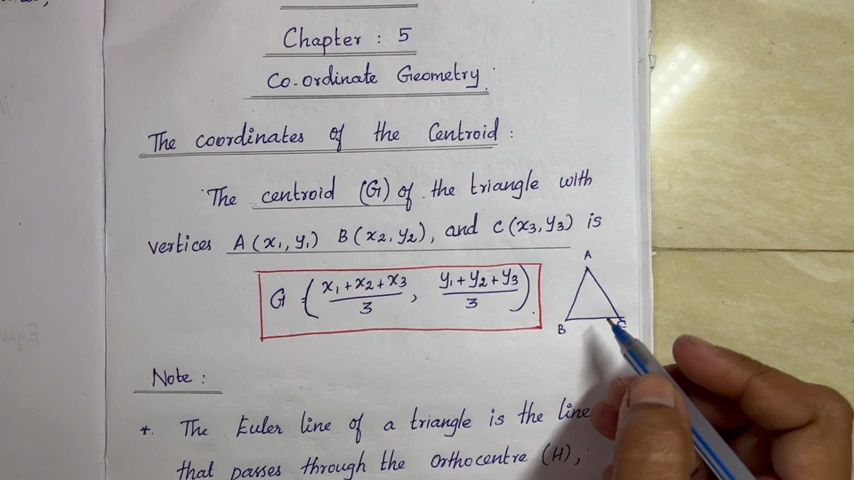 Chapter : 5
Co-ordinate Geometry.
The coordinates of the Centroid :
The centroid (G) of the triangle with
vertices A(x1, y1) B(x2, y2), and C(x3, y3) is
G (x1+x2+x3/3, y1+y2+y3/3).
A
B
C
Note :
*. The Euler line of a triangle is the line
that passes through the Orthocentre (H),